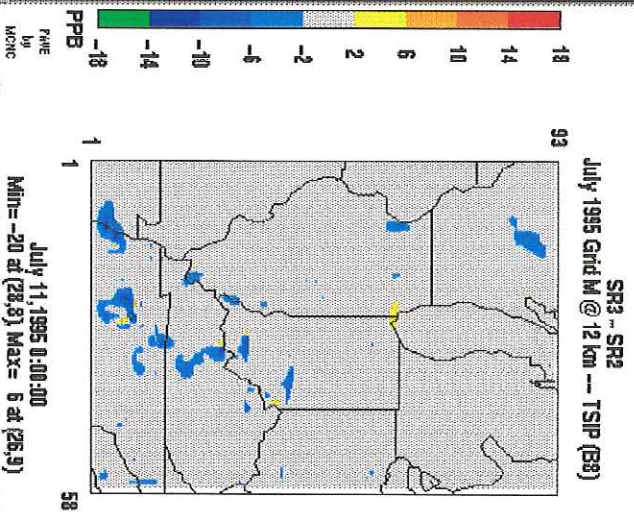 SR3 - SR2
July 1995 Grid M @ 12 km --- TSIP (B8)
18
14
10
6
2
-2
-6
-10
-14
-18
PPB
PAVE
by
MCNC
93
1
1
58
July 11, 1995 0:00:00
Min= -20 at (28,8) Max= 6 at (26,9)